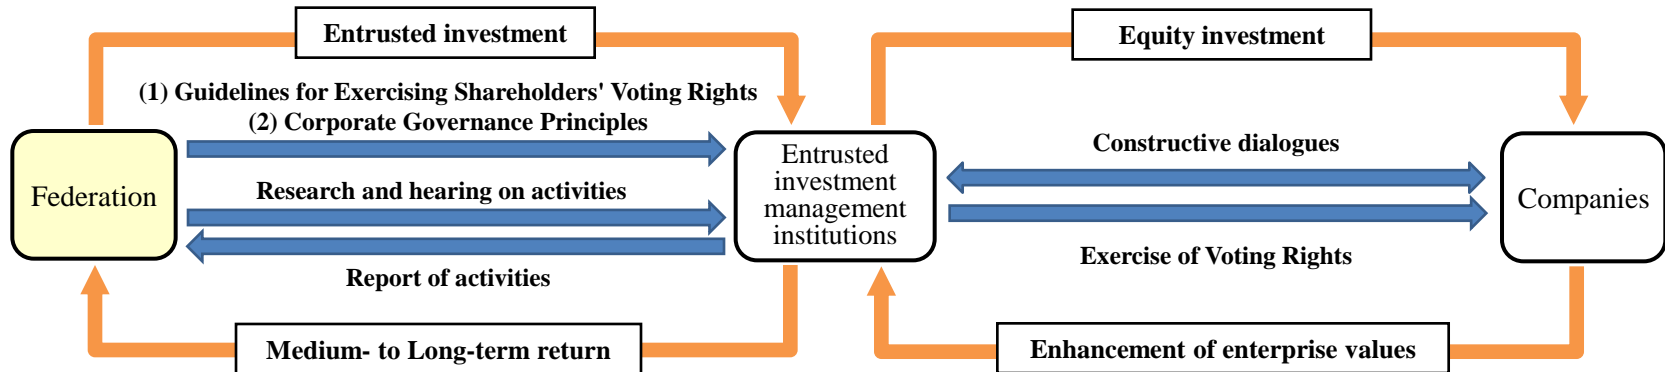 Entrusted investment
Equity investment
(1) Guidelines for Exercising Shareholders' Voting Rights
(2) Corporate Governance Principles
Federation
Research and hearing on activities
Report of activities
Entrusted
investment
management
institutions
Constructive dialogues
Exercise of Voting Rights
Companies
Medium- to Long-term return
Enhancement of enterprise values